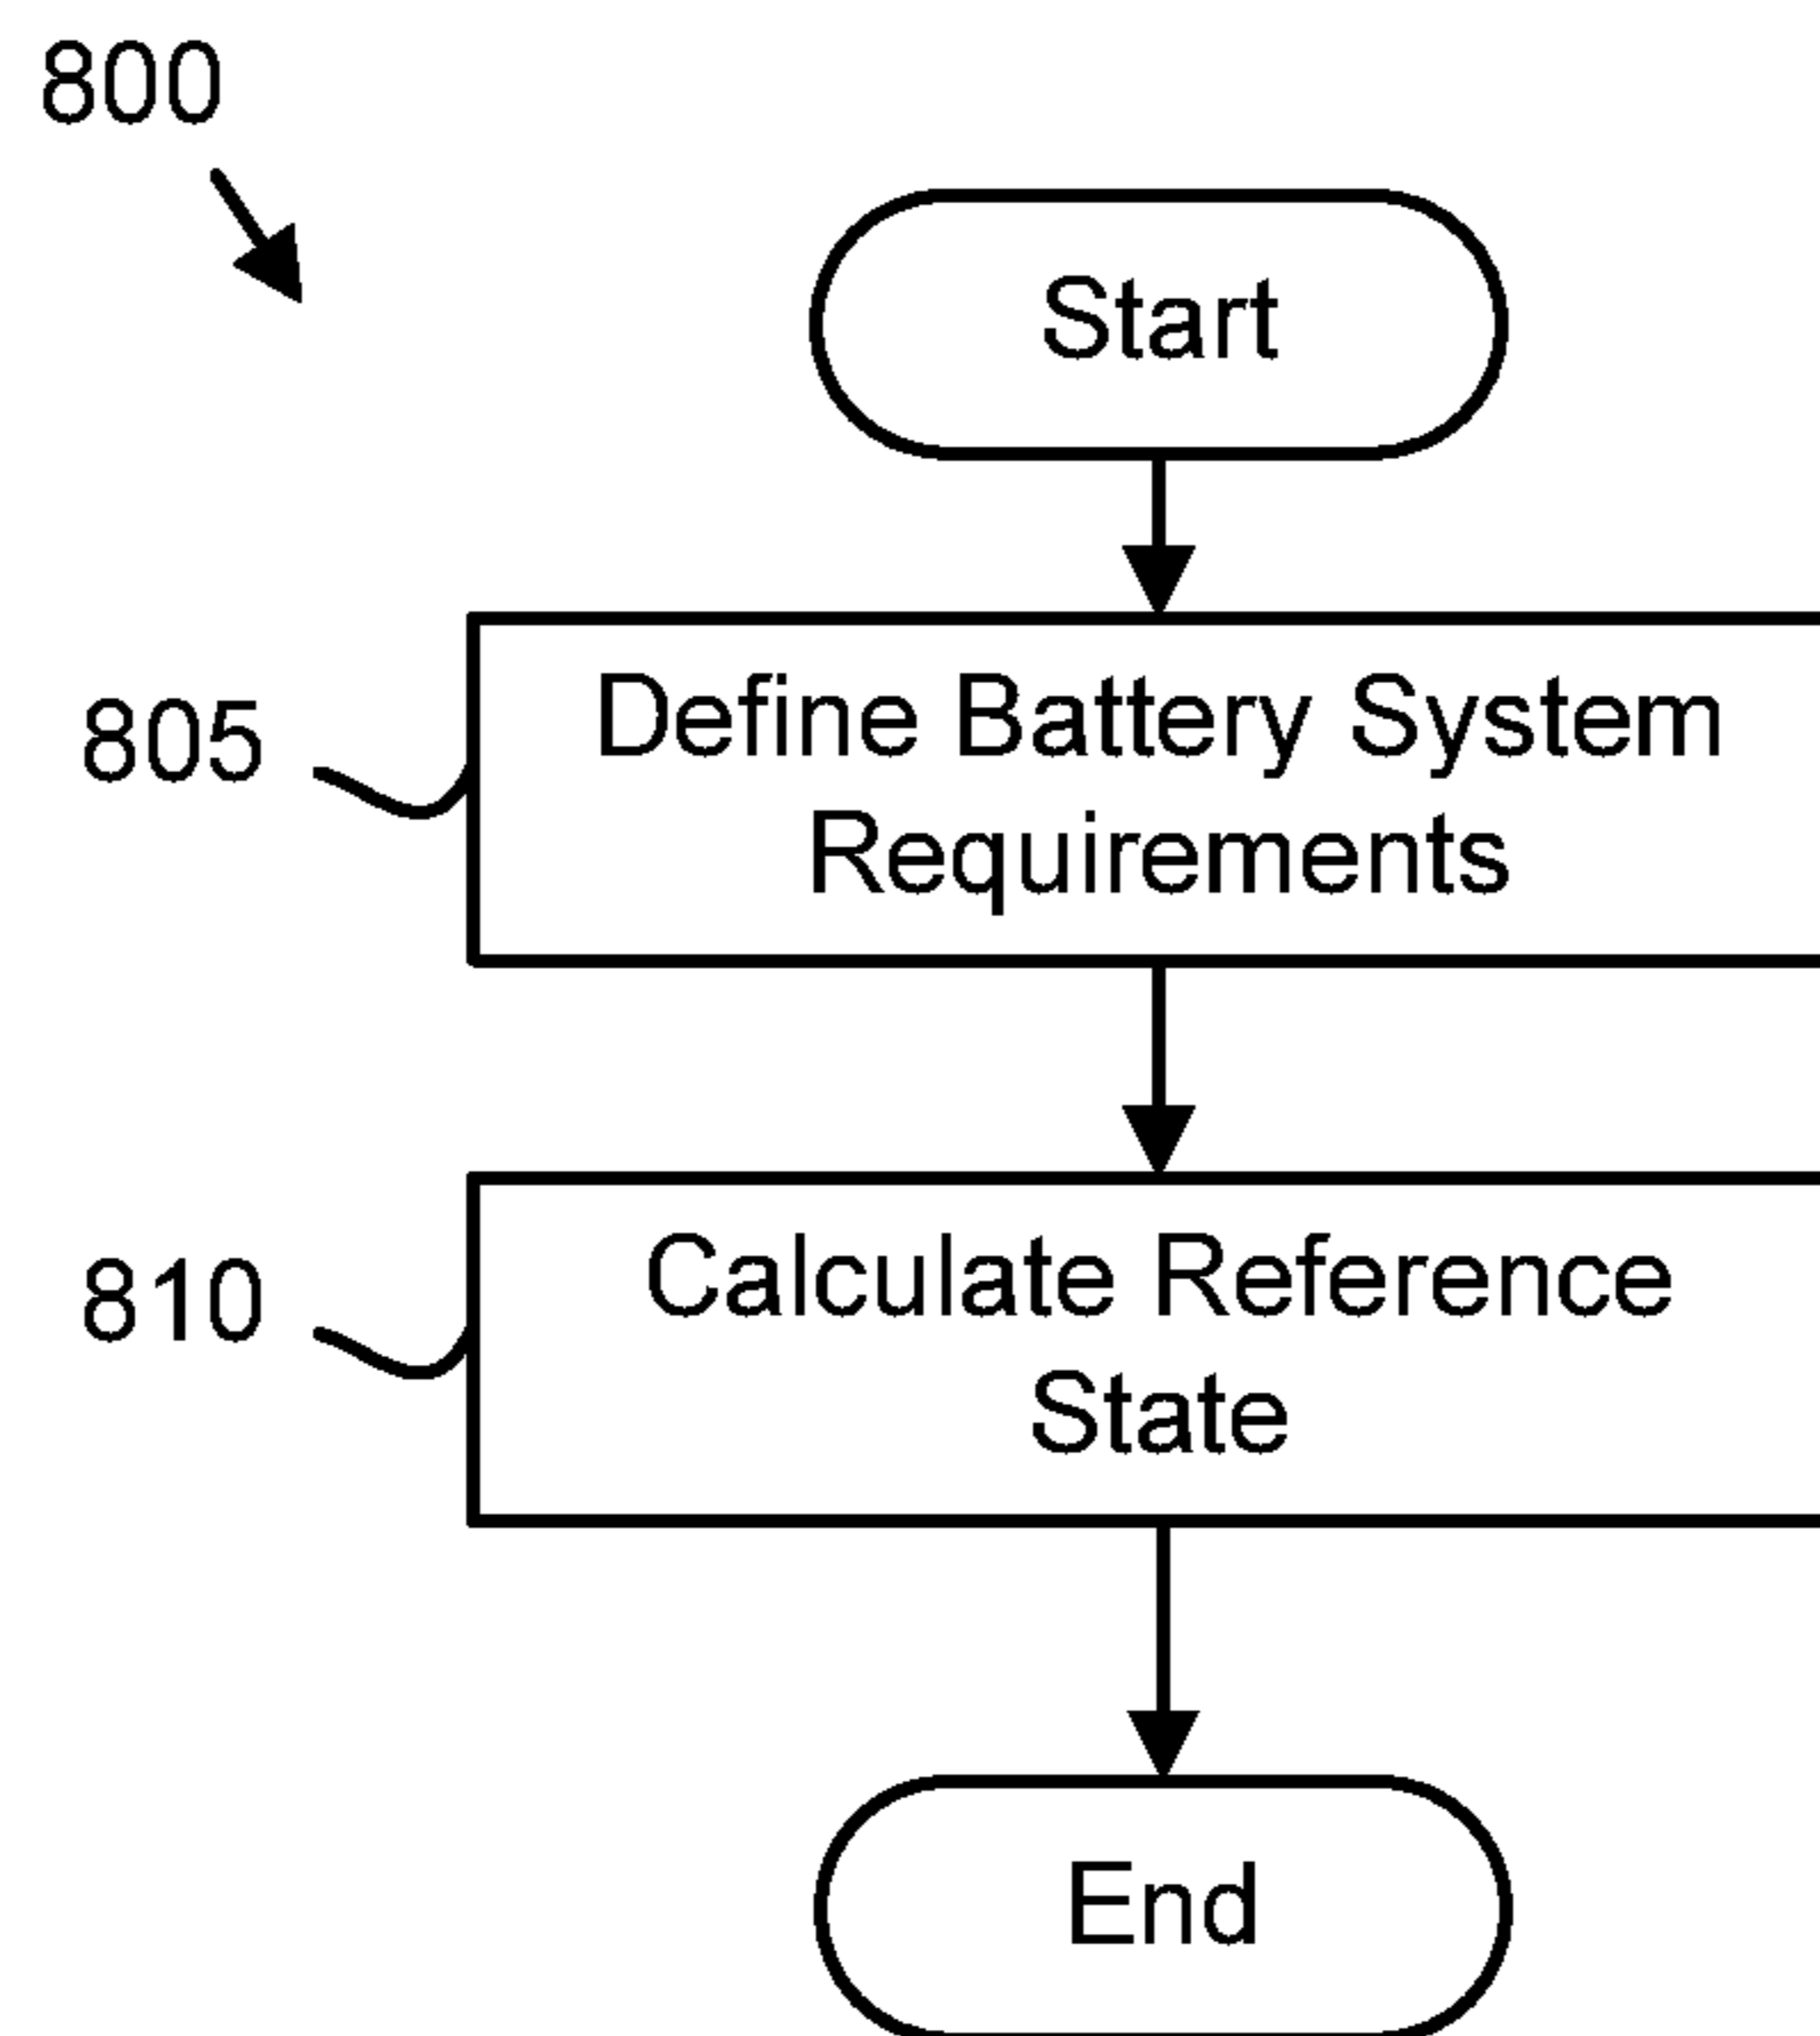 800
Start
805
Define Battery System
Requirements
810
Calculate Reference
State
End